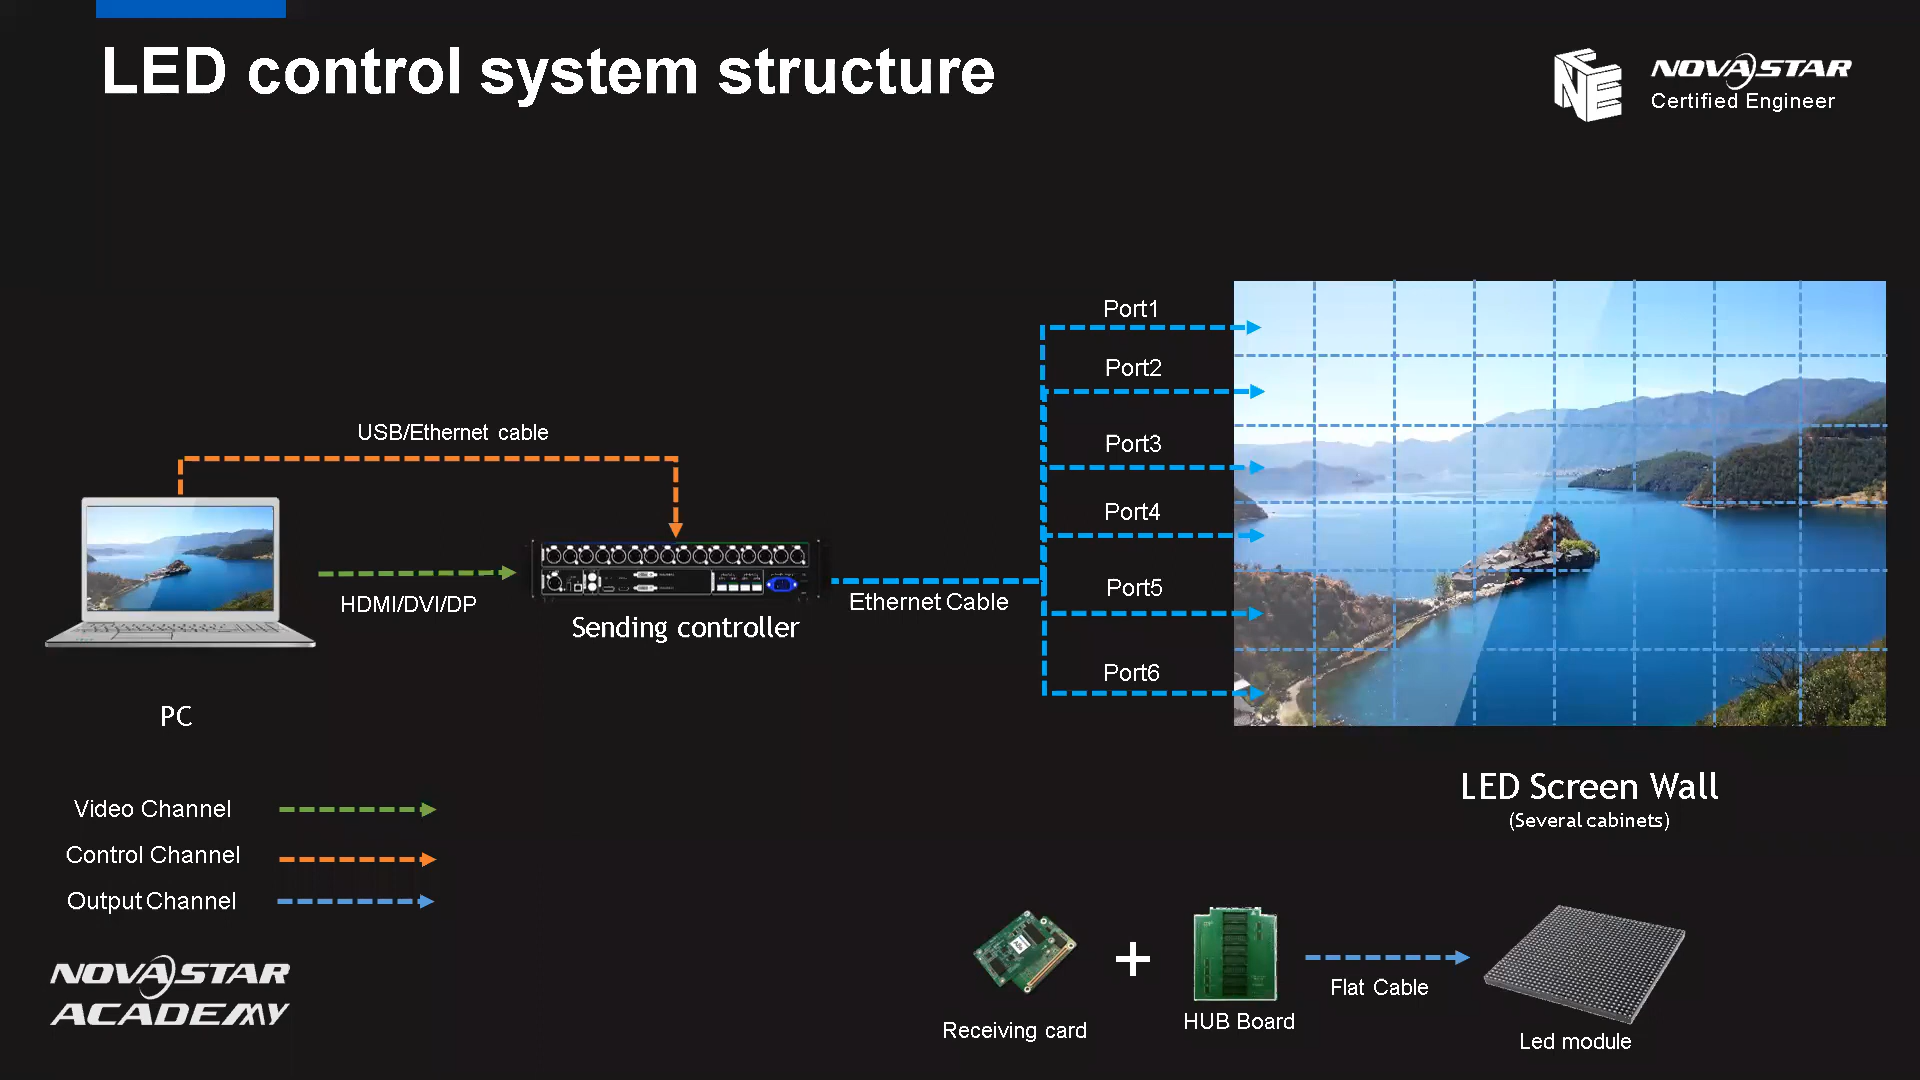 LED control system structure
NCE
NOVASTAR
Certified Engineer
Port1
Port2
Port3
Port4
Port5
Port6
USB/Ethernet cable
HDMI/DVI/DP
Sending controller
Ethernet Cable
PC
LED Screen Wall
(Several cabinets)
Video Channel
Control Channel
Output Channel
NOVASTAR
ACADEMY
Receiving card
+
HUB Board
Flat Cable
Led module